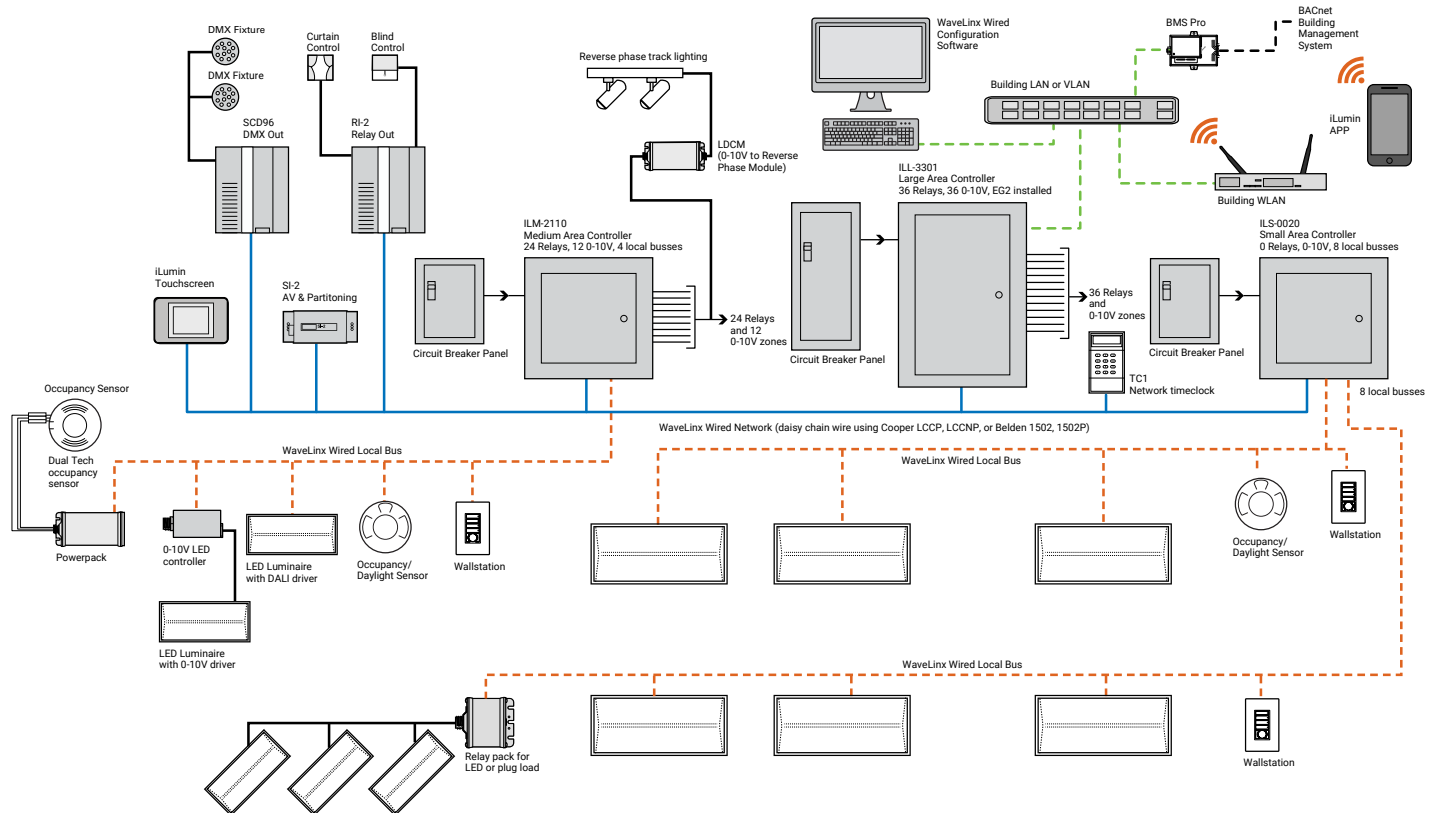 DMX Fixture
DMX Fixture
Curtain
Control
Blind
Control
SCD96
DMX Out
RI-2
Relay Out
Reverse phase track lighting
LDCM
(0-10V to Reverse
Phase Module)
WaveLinx Wired
Configuration
Software
Building LAN or VLAN
BMS Pro
BACnet
Building
Management
System
iLumin
APP
Building WLAN
ILL-3301
Large Area Controller
36 Relays, 36 0-10V, EG2 installed
ILM-2110
Medium Area Controller
24 Relays, 12 0-10V, 4 local busses
ILS-0020
Small Area Controller
0 Relays, 0-10V, 8 local busses
iLumin
Touchscreen
SI-2
AV & Partitoning
SI-2
Circuit Breaker Panel
24 Relays
and 12
0-10V zones
Circuit Breaker Panel
36 Relays
and
0-10V zones
TC1
Network timeclock
Circuit Breaker Panel
8 local busses
WaveLinx Wired Network (daisy chain wire using Cooper LCCP, LCCNP, or Belden 1502, 1502P)
Occupancy Sensor
Dual Tech
occupancy
sensor
Powerpack
WaveLinx Wired Local Bus
0-10V LED
controller
LED Luminaire
with DALI driver
Occupancy/
Daylight Sensor
Wallstation
LED Luminaire
with 0-10V driver
WaveLinx Wired Local Bus
Occupancy/
Daylight Sensor
Wallstation
WaveLinx Wired Local Bus
Relay pack for
LED or plug load
Wallstation